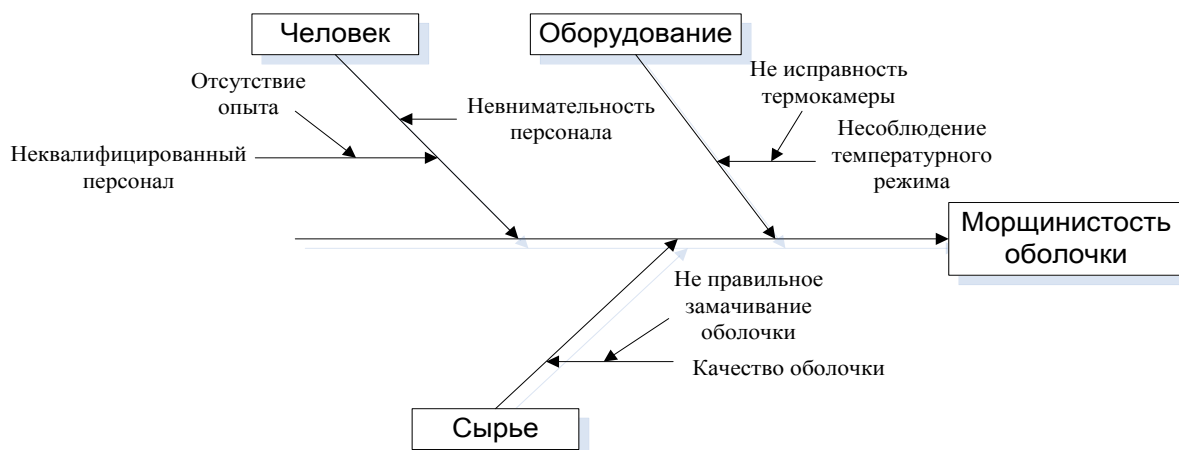 Человек
Оборудование
Отсутствие
опыта
Невнимательность
персонала
Неквалифицированный
персонал
Не исправность
термокамеры
Несоблюдение
температурного
режима
Морщинистость
оболочки
Не правильное
замачивание
оболочки
Качество оболочки
Сырье